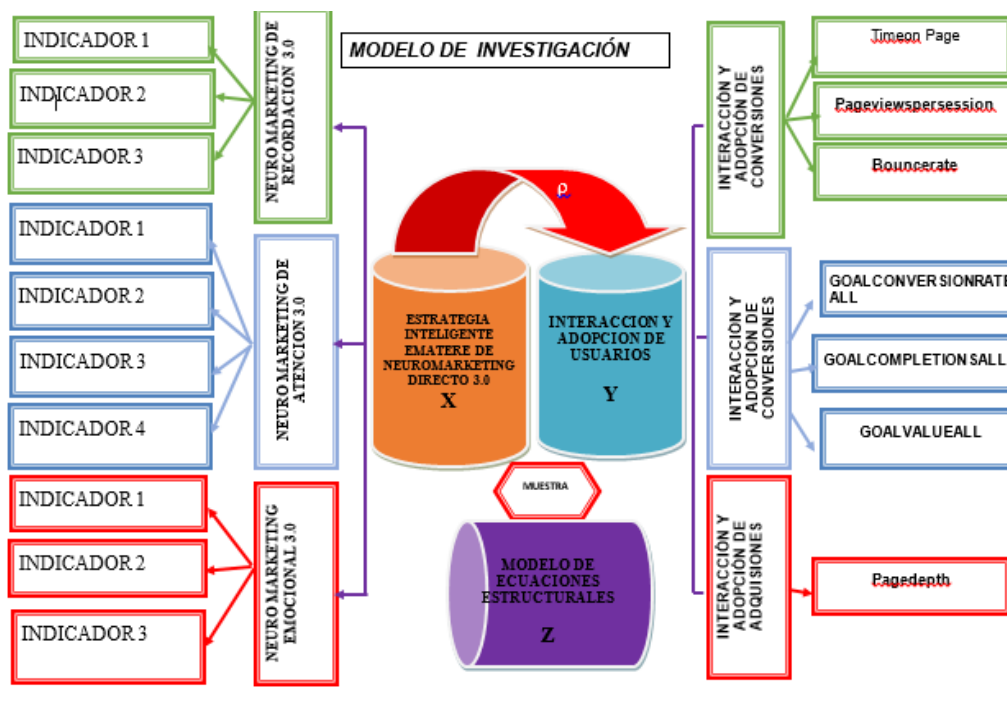 MODELO DE INVESTIGACIÓN
INDICADOR 1
INDICADOR 2
INDICADOR 3
NEURO MARKETING DE
RECORDACION 3.0
INDICADOR 1
INDICADOR 2
INDICADOR 3
INDICADOR 4
NEURO MARKETING DE
ATENCION 3.0
INDICADOR 1
INDICADOR 2
INDICADOR 3
NEURO MARKETING
EMOCIONAL 3.0
ρ
ESTRATEGIA
INTELIGENTE
EMATERE DE
NEUROMARKETING
DIRECTO 3.0
X
INTERACCION Y
ADOPCION DE
USUARIOS
Y
MUESTRA
MODELO DE
ECUACIONES
ESTRUCTURALES
Z
INTERACCIÓN Y
ADOPCIÓN DE
CONVERSIONES
Timeon Page
Pageviewspersession
Bouncerate
INTERACCIÓN Y
ADOPCIÓN DE
CONVERSIONES
GOALCONVERSIONRATE
ALL
GOALCOMPLETIONSALL
GOALVALUEALL
INTERACCIÓN Y
ADOPCIÓN DE
ADQUISIONES
Pagedepth